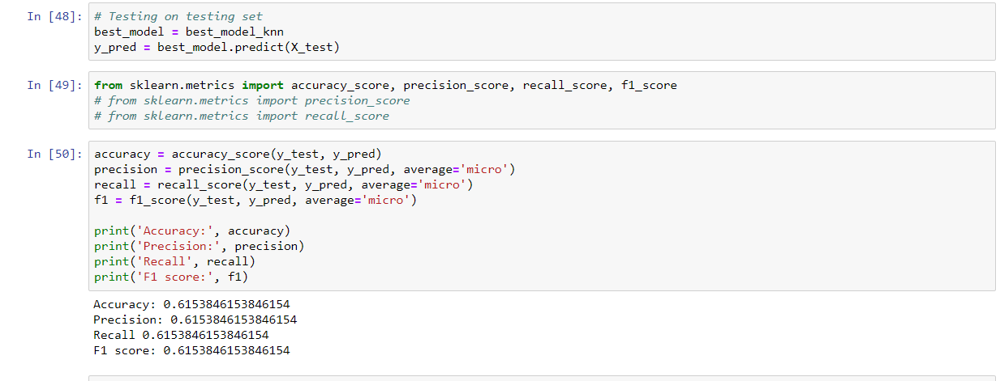 In [48]: # Testing on testing set
best_model = best_model_knn
y_pred = best_model.predict(X_test)
In [49]: from sklearn.metrics import accuracy_score, precision_score, recall_score, f1_score
# from sklearn.metrics import precision_score
# from sklearn.metrics import recall_score
In [50]: accuracy = accuracy_score(y_test, y_pred)
precision = precision_score(y_test, y_pred, average='micro')
recall = recall_score(y_test, y_pred, average='micro')
f1 = f1_score(y_test, y_pred, average='micro')
print('Accuracy:', accuracy)
print('Precision:', precision)
print('Recall', recall)
print('F1 score:', f1)
Accuracy: 0.6153846153846154
Precision: 0.6153846153846154
Recall 0.6153846153846154
F1 score: 0.6153846153846154